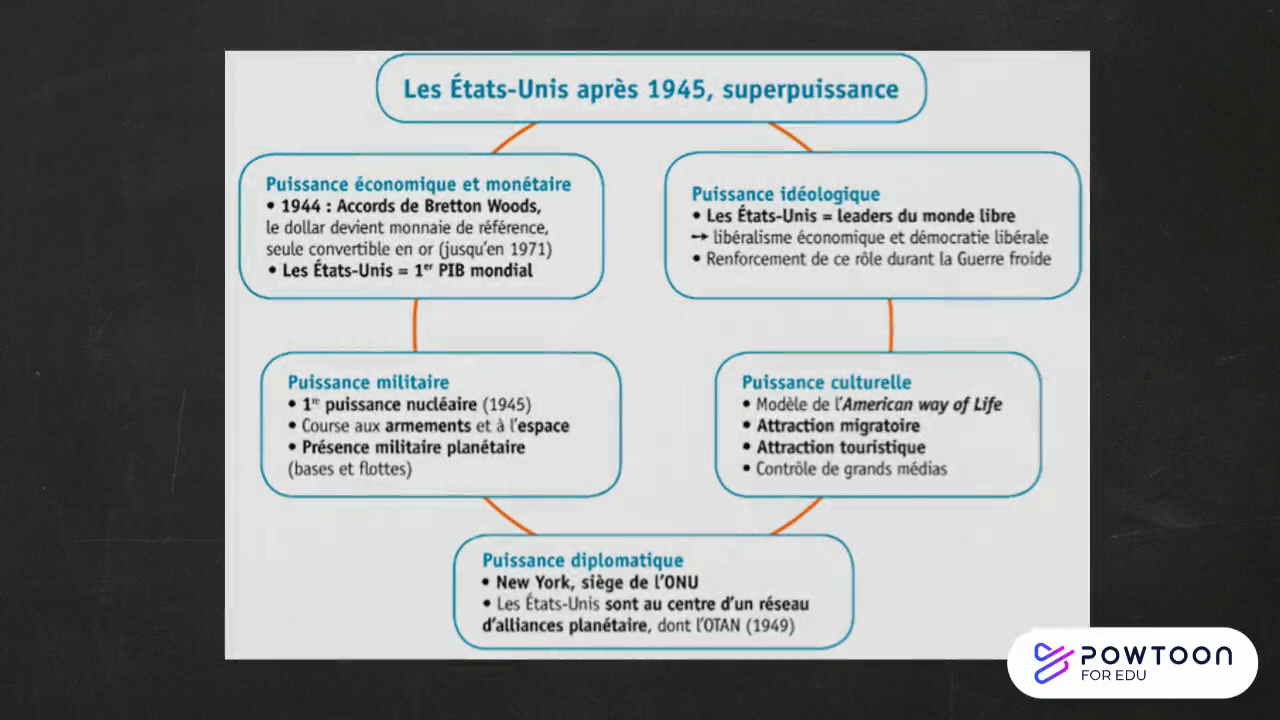 Les États-Unis après 1945, superpuissance
Puissance économique et monétaire
• 1944 : Accords de Bretton Woods,
le dollar devient monnaie de référence,
seule convertible en or (jusqu'en 1971)
• Les États-Unis = 1er PIB mondial
Puissance idéologique
• Les États-Unis = leaders du monde libre
→ libéralisme économique et démocratie libérale
• Renforcement de ce rôle durant la Guerre froide
Puissance militaire
• 1re puissance nucléaire (1945)
• Course aux armements et à l'espace
• Présence militaire planétaire
(bases et flottes)
Puissance culturelle
• Modèle de l'American way of Life
• Attraction migratoire
• Attraction touristique
• Contrôle de grands médias
Puissance diplomatique
• New York, siège de l'ONU
• Les États-Unis sont au centre d'un réseau
d'alliances planétaire, dont l'OTAN (1949)
POWTOON
FOR EDU